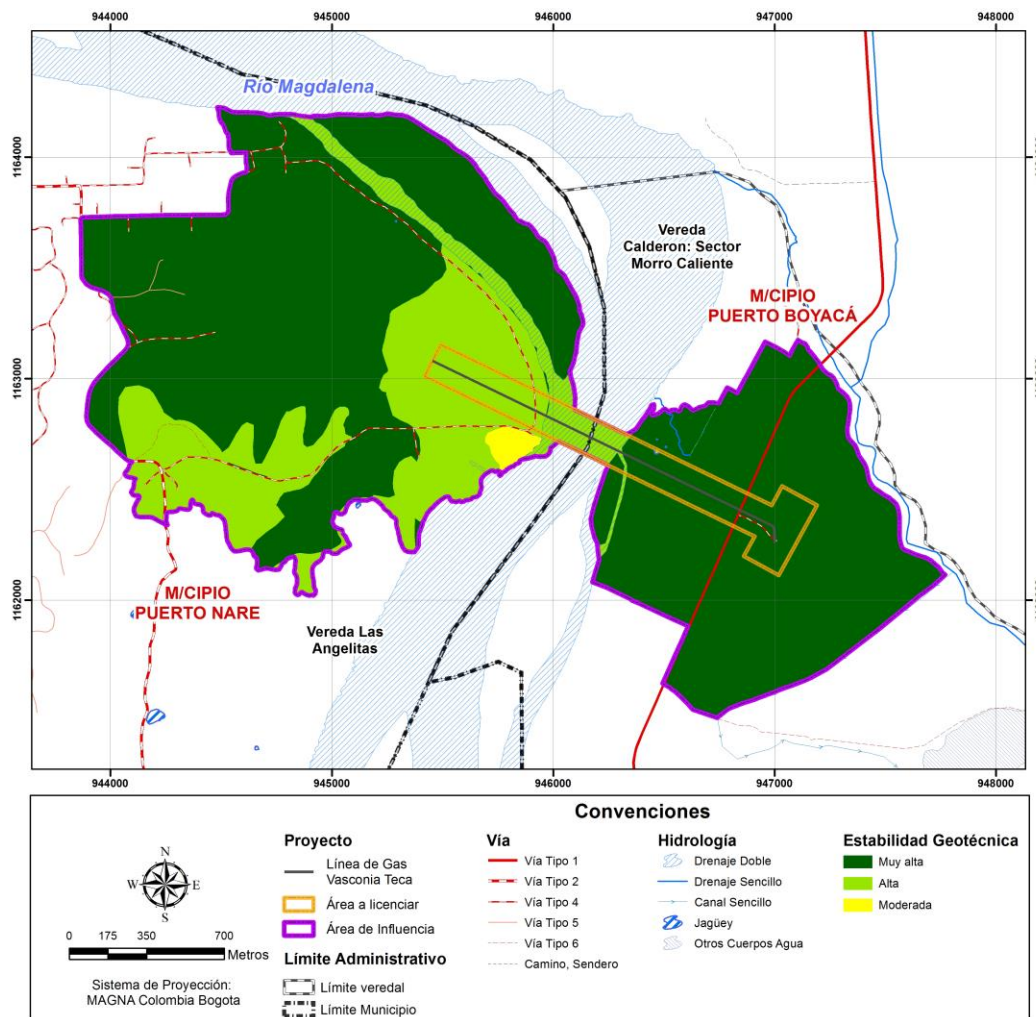 944000 945000 946000 947000 948000
Río Magdalena
1164000
Vereda
Calderon: Sector
Morro Caliente
M/CIPIO
PUERTO BOYACÁ
1163000
1162000
M/CIPIO
PUERTO NARE
Vereda Las
Angelitas
944000 945000 946000 947000 948000
Convenciones
N
W E
S
0 175 350 700
Metros
Sistema de Proyección:
MAGNA Colombia Bogota
Proyecto
Línea de Gas
Vasconia Teca
Área a licenciar
Área de Influencia
Límite Administrativo
Límite veredal
Límite Municipio
Vía
Vía Tipo 1
Vía Tipo 2
Vía Tipo 4
Vía Tipo 5
Vía Tipo 6
Camino, Sendero
Hidrología
Drenaje Doble
Drenaje Sencillo
Canal Sencillo
Jagüey
Otros Cuerpos Agua
Estabilidad Geotécnica
Muy alta
Alta
Moderada